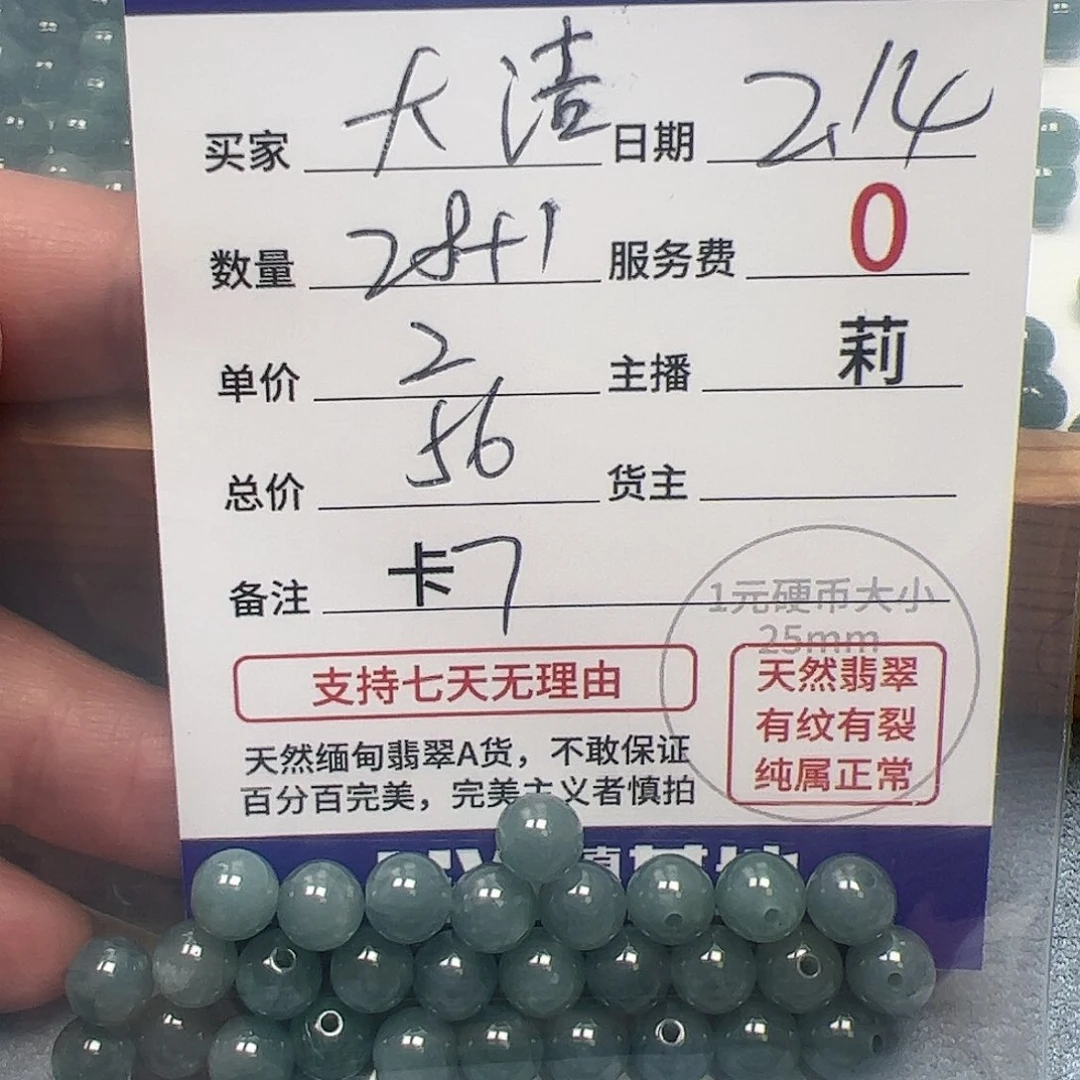 买家 大洁 日期 2.14
数量 28+1 服务费 0
单价 2 主播 莉
总价 56 货主
备注 卡7
1元硬币大小
25mm
支持七天无理由
天然翡翠
有纹有裂
纯属正常
天然缅甸翡翠A货，不敢保证
百分百完美，完美主义者慎拍